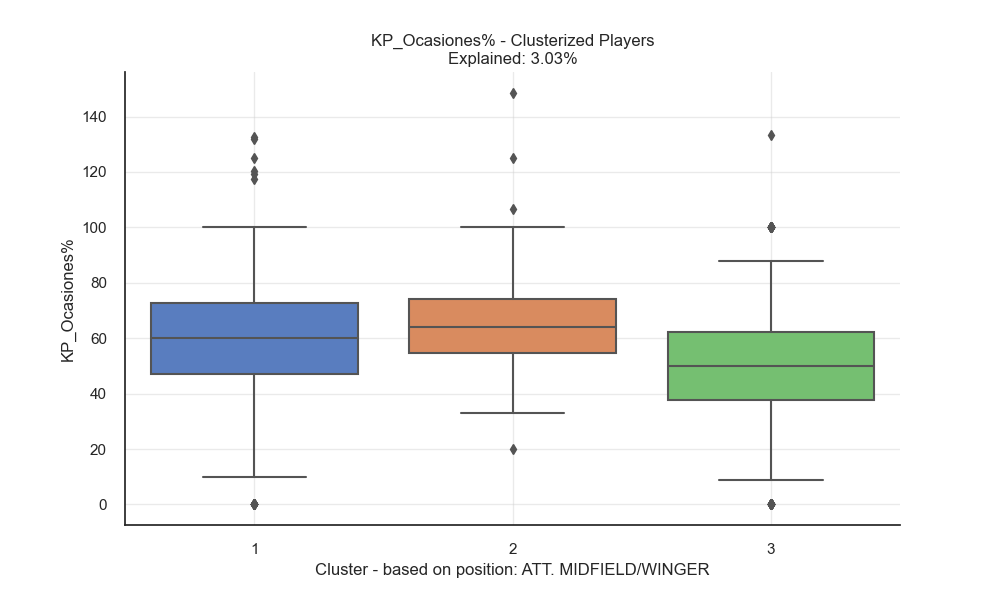 KP_Ocasiones% - Clusterized Players
Explained: 3.03%
140
120
100
80
60
40
20
0
KP_Ocasiones%
1 2 3
Cluster - based on position: ATT. MIDFIELD/WINGER